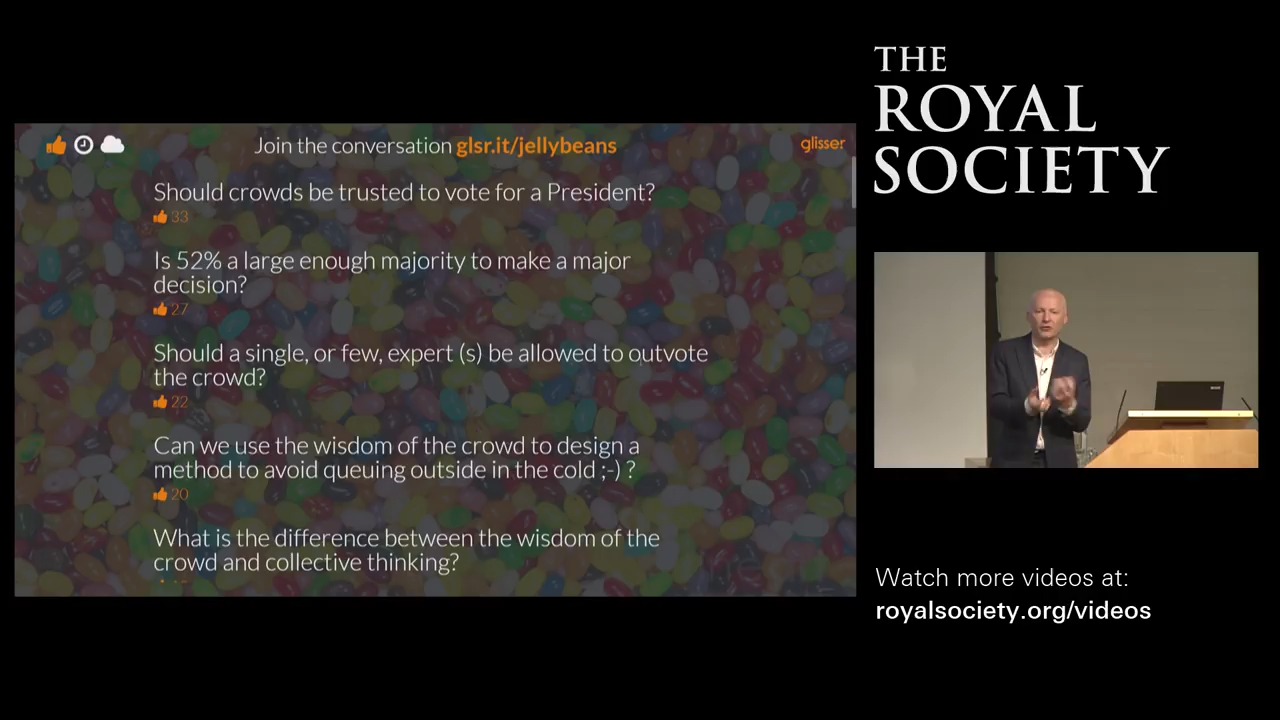 Join the conversation glsr.it/jellybeans
glisser
Should crowds be trusted to vote for a President?
33
Is 52% a large enough majority to make a major
decision?
27
Should a single, or few, expert (s) be allowed to outvote
the crowd?
22
Can we use the wisdom of the crowd to design a
method to avoid queuing outside in the cold ;-) ?
20
What is the difference between the wisdom of the
crowd and collective thinking?
THE
ROYAL
SOCIETY
Watch more videos at:
royalsociety.org/videos